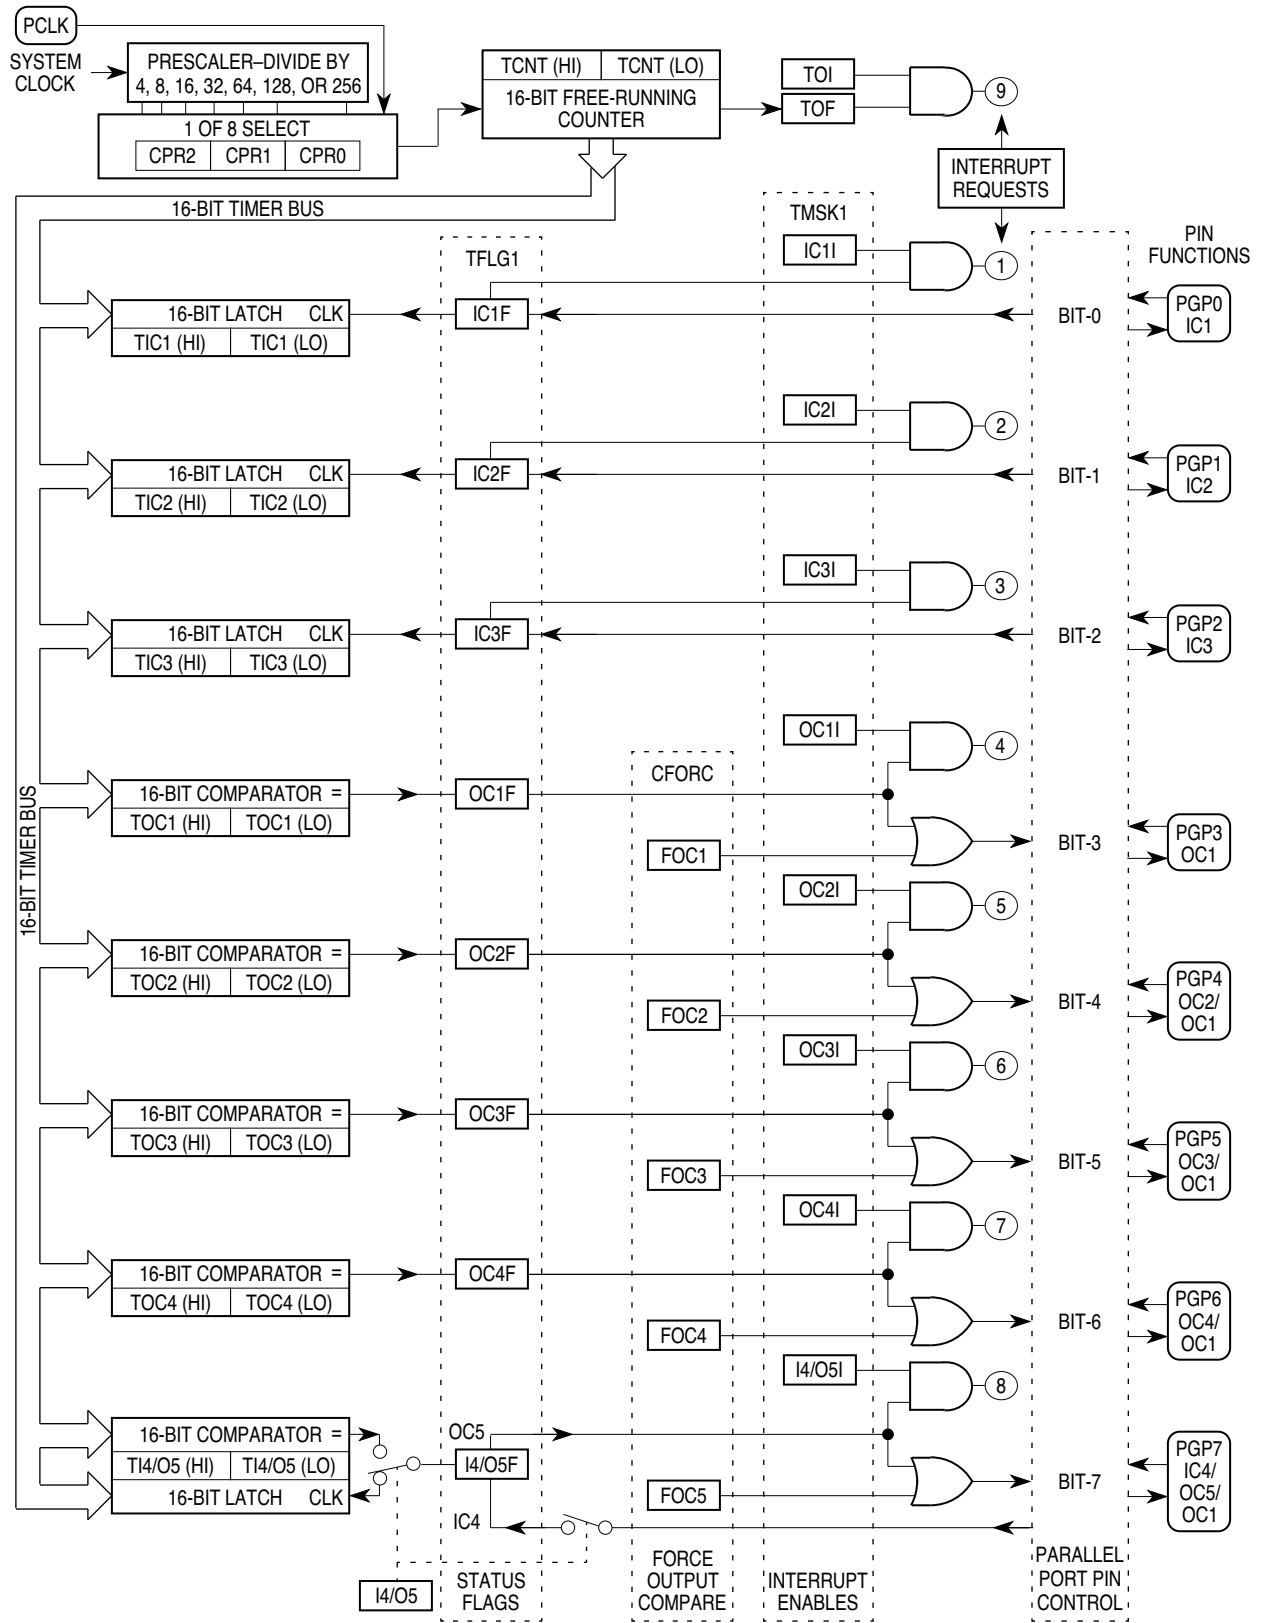 PCLK
SYSTEM
CLOCK
PRESCALER–DIVIDE BY
4, 8, 16, 32, 64, 128, OR 256
1 OF 8 SELECT
CPR2 CPR1 CPR0
TCNT (HI) TCNT (LO)
16-BIT FREE-RUNNING
COUNTER
TOI
TOF
9
INTERRUPT
REQUESTS
16-BIT TIMER BUS
16-BIT TIMER BUS
TFLG1
TMSK1
PIN
FUNCTIONS
IC1I
1
16-BIT LATCH CLK
TIC1 (HI) TIC1 (LO)
IC1F
BIT-0
PGP0
IC1
IC2I
2
16-BIT LATCH CLK
TIC2 (HI) TIC2 (LO)
IC2F
BIT-1
PGP1
IC2
IC3I
3
16-BIT LATCH CLK
TIC3 (HI) TIC3 (LO)
IC3F
BIT-2
PGP2
IC3
OC1I
4
CFORC
16-BIT COMPARATOR =
TOC1 (HI) TOC1 (LO)
OC1F
FOC1
BIT-3
PGP3
OC1
OC2I
5
16-BIT COMPARATOR =
TOC2 (HI) TOC2 (LO)
OC2F
FOC2
BIT-4
PGP4
OC2/
OC1
OC3I
6
16-BIT COMPARATOR =
TOC3 (HI) TOC3 (LO)
OC3F
FOC3
BIT-5
PGP5
OC3/
OC1
OC4I
7
16-BIT COMPARATOR =
TOC4 (HI) TOC4 (LO)
OC4F
FOC4
BIT-6
PGP6
OC4/
OC1
I4/O5I
8
16-BIT COMPARATOR =
TI4/O5 (HI) TI4/O5 (LO)
16-BIT LATCH CLK
OC5
I4/O5F
IC4
FOC5
BIT-7
PGP7
IC4/
OC5/
OC1
I4/O5
STATUS
FLAGS
FORCE
OUTPUT
COMPARE
INTERRUPT
ENABLES
PARALLEL
PORT PIN
CONTROL